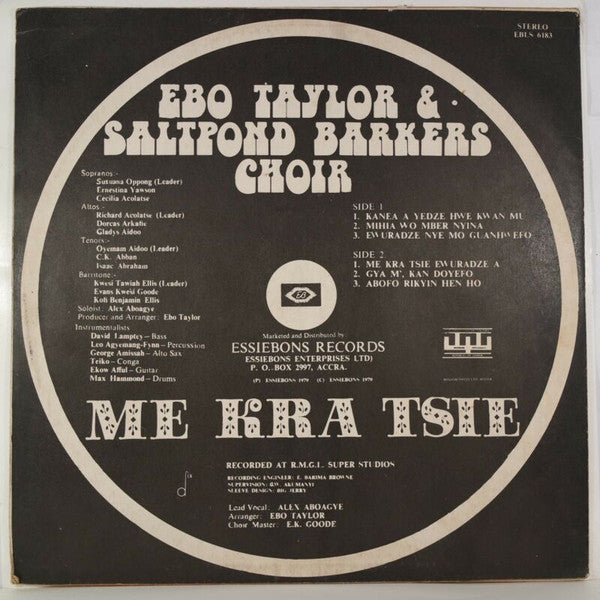 STEREO
EBLS 6183
EBO TAYLOR &
SALTPOND BARKERS
CHOIR
Sopranos:-
Sutuana Oppong (Leader)
Ernestina Yawson
Cecilia Acolatse
Altos:-
Richard Acolatse (Leader)
Dorcas Arkafie
Gladys Aidoo
Tenors:-
Oyemam Aidoo (Leader)
C.K. Abban
Isaac Abraham
Barritone:-
Kwesi Tawiah Ellis (Leader)
Evans Kwesi Goode
Kofi Benjamin Ellis
Soloist: Alex Aboagye
Producer and Arranger: Ebo Taylor
Instrumentalists
David Lamptey — Bass
Leo Agyemang-Fynn — Percussion
George Amissah — Alto Sax
Teiko — Conga
Ekow Afful — Guitar
Max Hammond — Drums
SIDE 1
1. KANEA A YEDZE HWE KWAN MU
2. MIHIA WO MBER NYINA
3. EWURADZE NYE MO GUANHWEFO
SIDE 2
1. ME KRA TSIE EWURADZE A
2. GYA M', KAN DOYEFO
3. ABOFO RIKYIN HEN HO
EB
Marketed and Distributed by
ESSIEBONS RECORDS
ESSIEBONS ENTERPRISES LTD)
P. O.. BOX 2997, ACCRA.
(P) ESSIEBONS 1979 (C) ESSIEBONS 1979
ME KRA TSIE
RECORDED AT R.M.G.I.. SUPER STUDIOS
RECORDING ENGINEER: E. BARIMA BROWNE
SUPERVISION: G.W. AKUMANYI
SLEEVE DESIGN: BIG JERRY
Lead Vocal: ALEX ABOAGYE
Arranger: EBO TAYLOR
Choir Master: E.K. GOODE